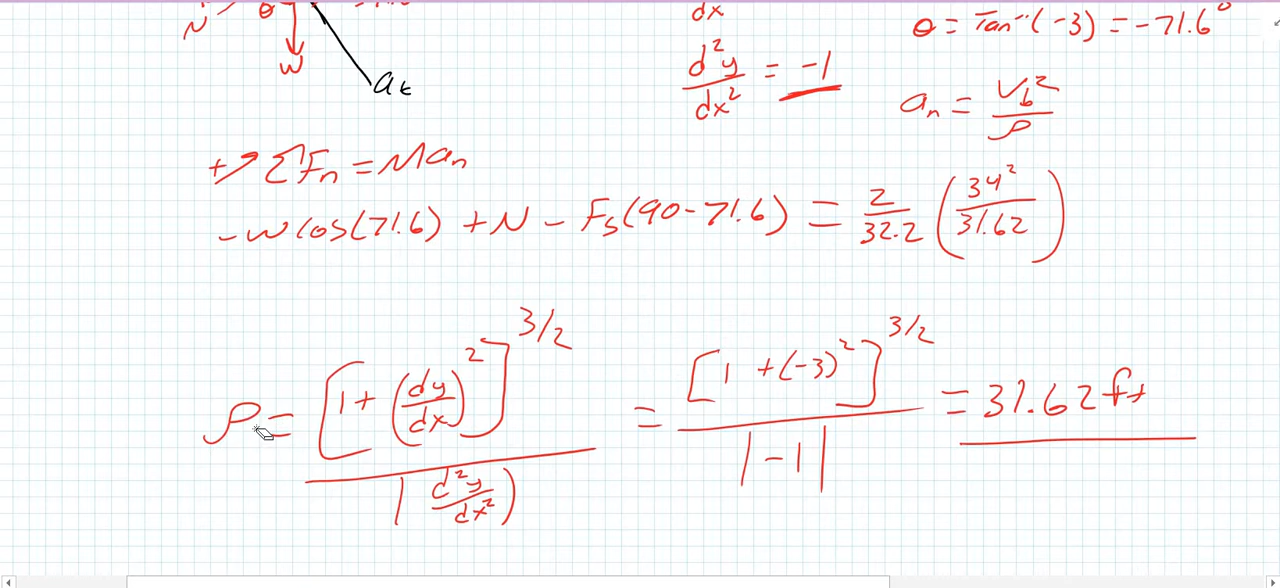 N θ
W
a_t
dx
d²y/dx² = -1
θ = Tan⁻¹(-3) = -71.6°
a_n = V_b²/ρ
+↗ ΣF_n = Ma_n
-W cos(71.6) + N - F_s(90-71.6) = 2/32.2 (34²/31.62)
ρ = [1 + (dy/dx)²]^3/2 / |d²y/dx²| = [1 + (-3)²]^3/2 / |-1| = 31.62 ft